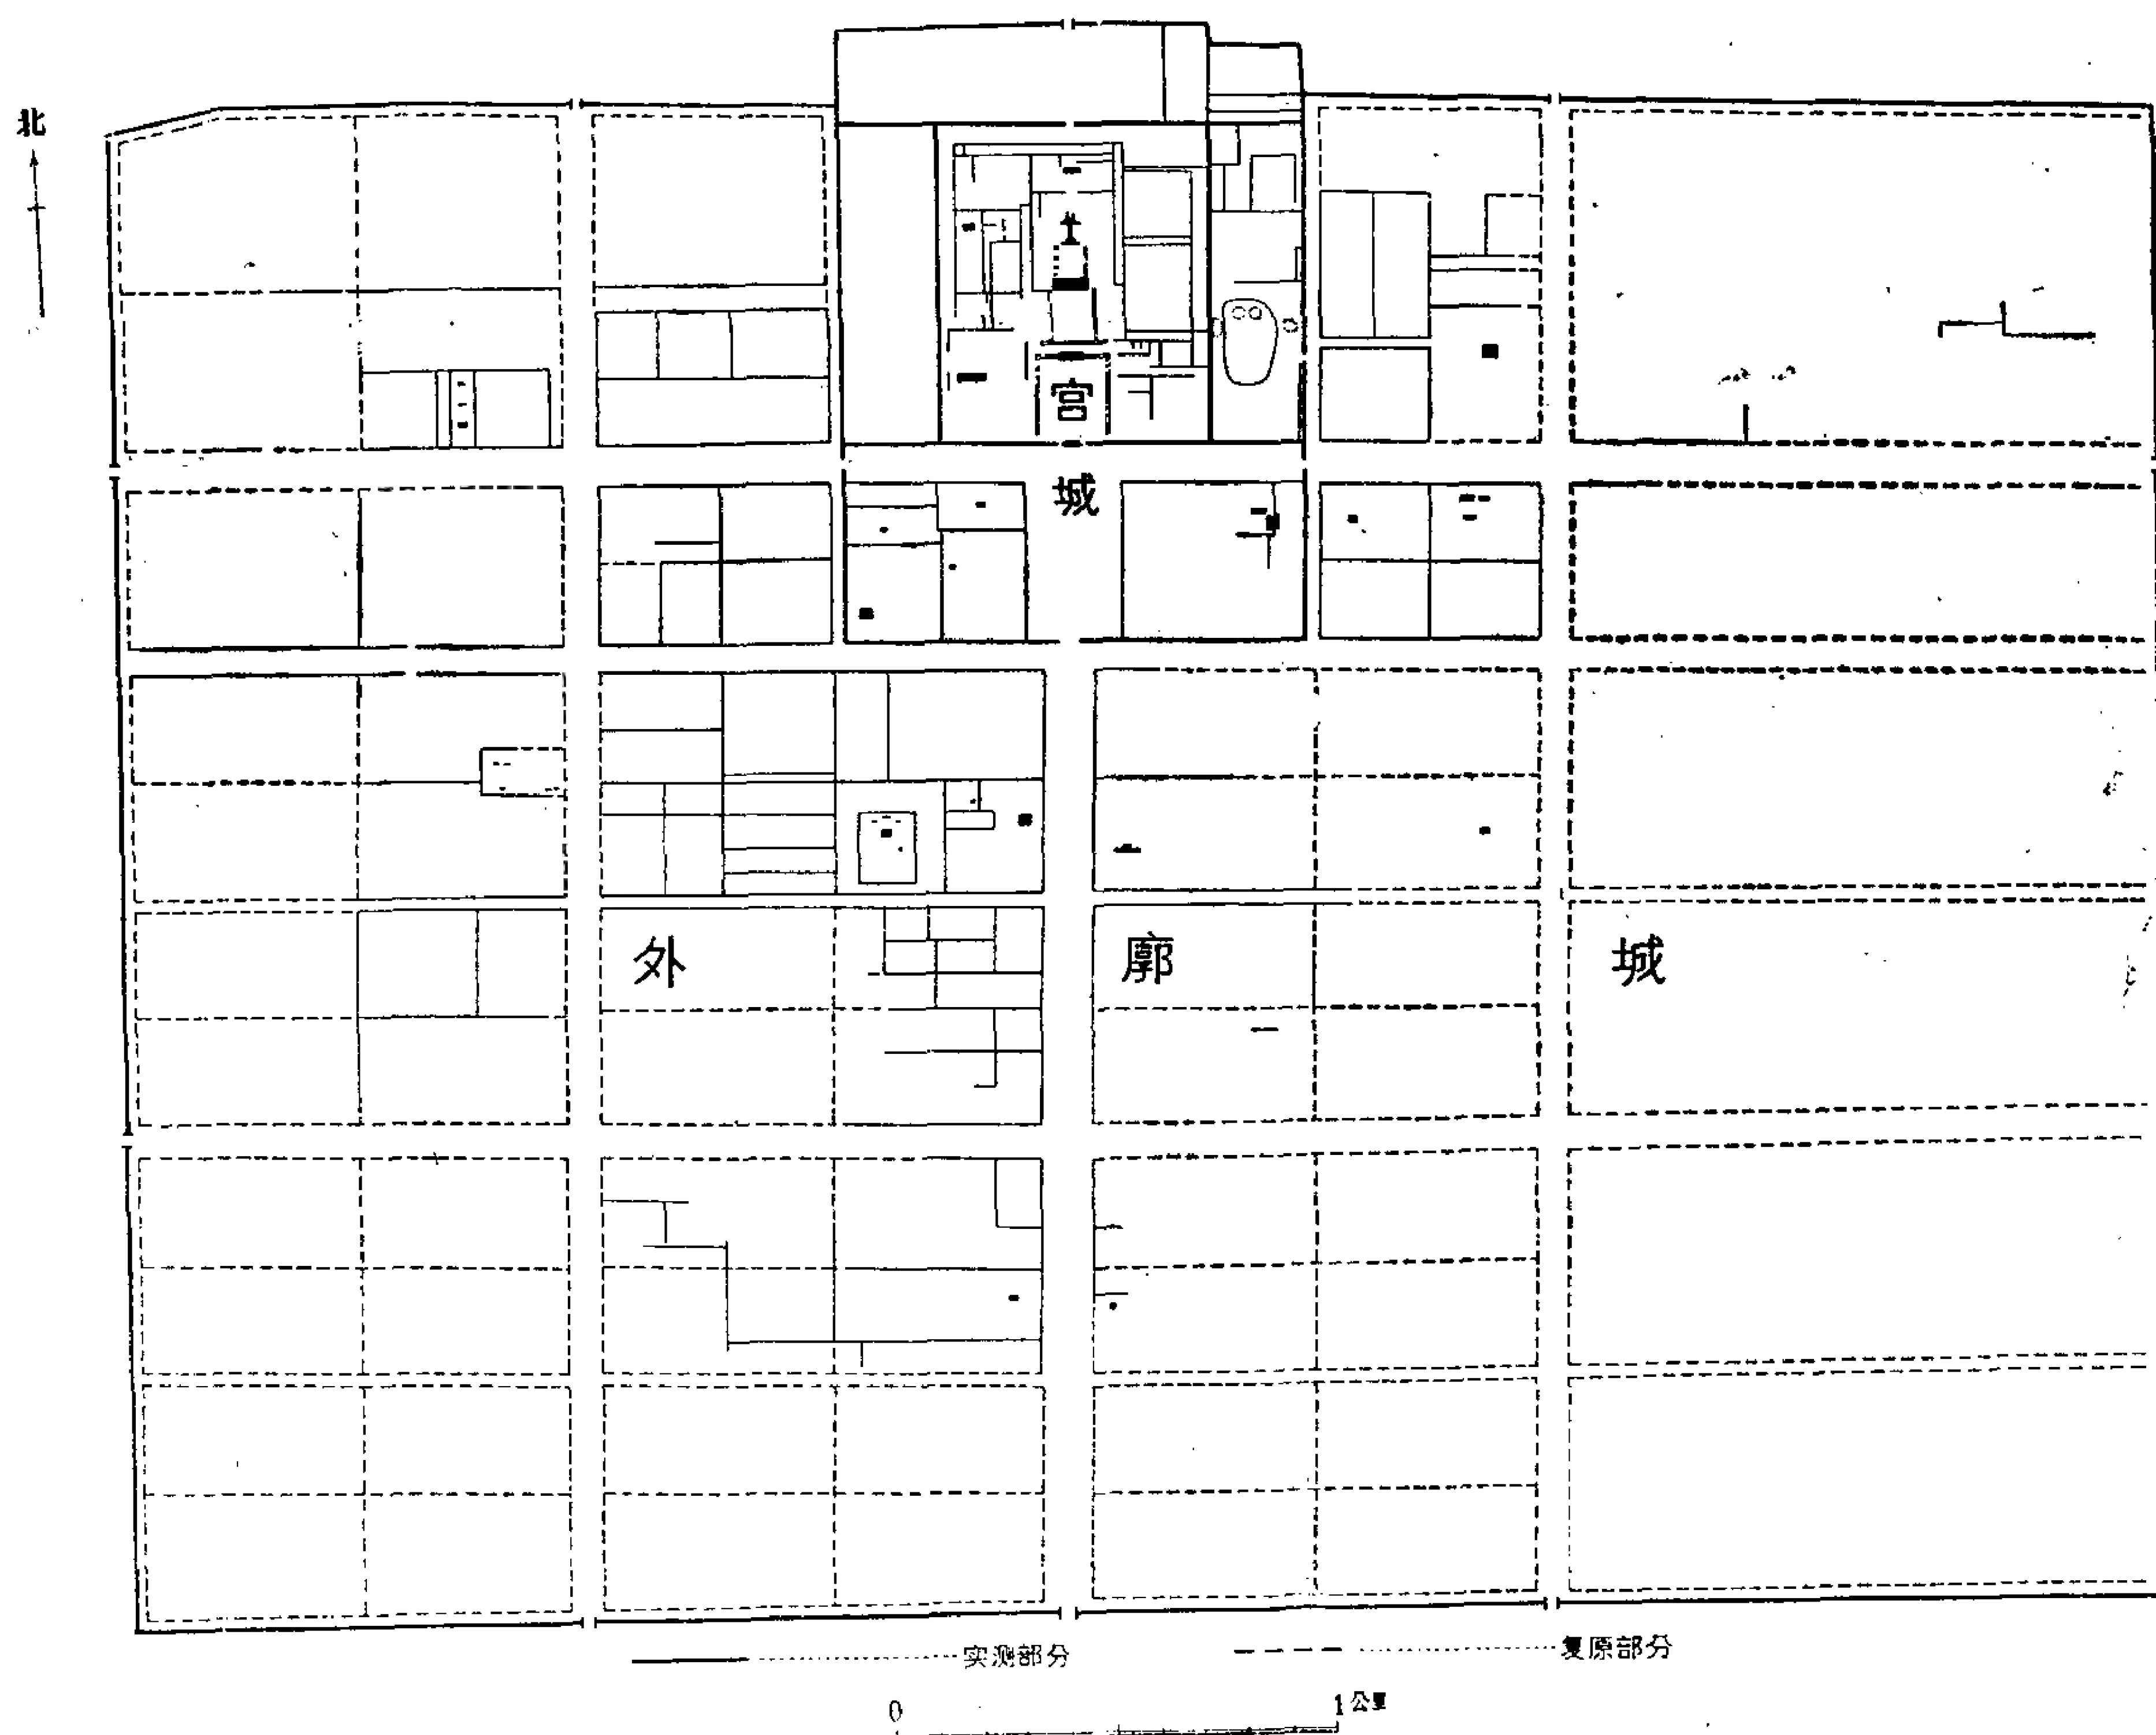 北
宫
城
外 廓 城
实测部分 复原部分
0 1公里